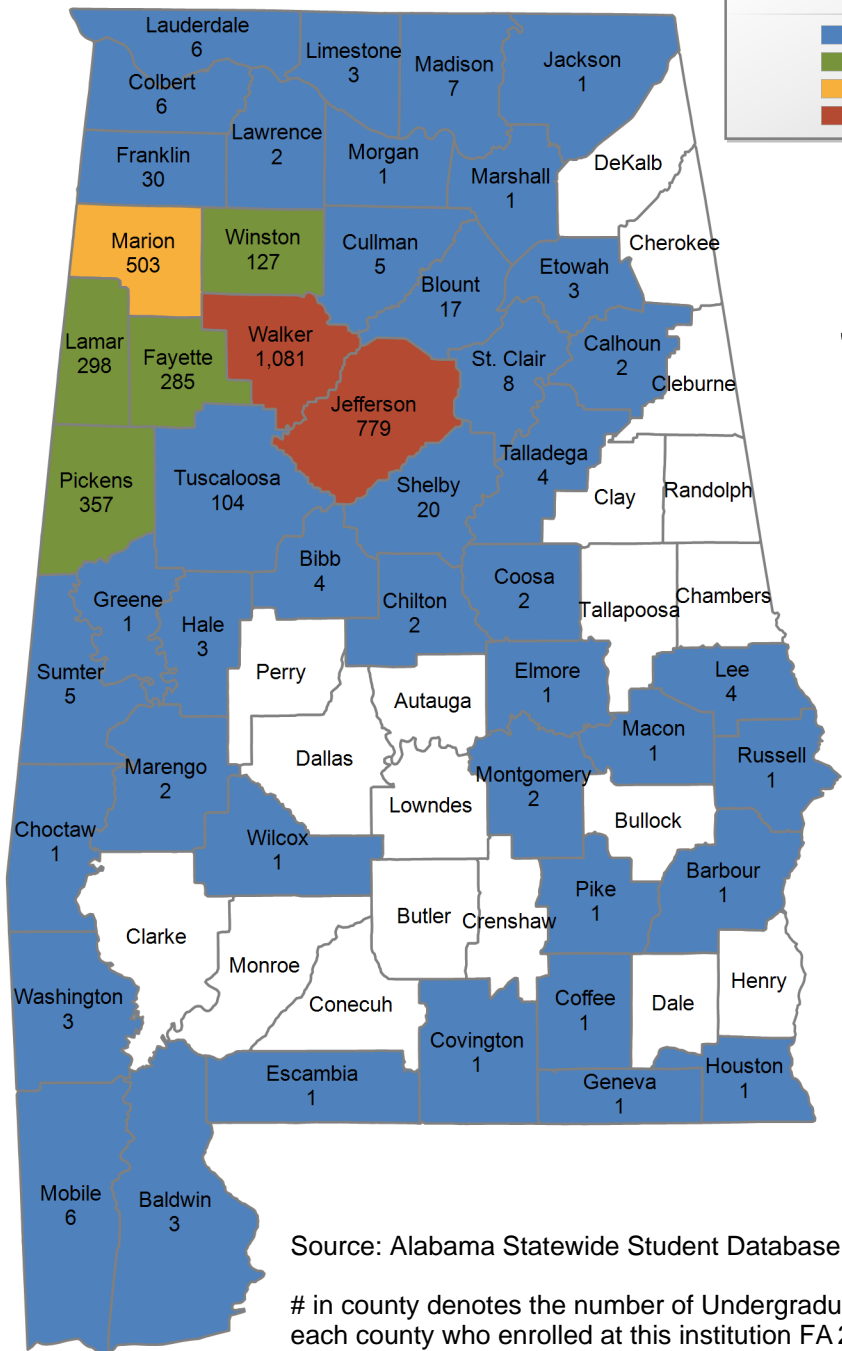 Lauderdale
6
Limestone
3
Madison
7
Jackson
1
Colbert
6
Lawrence
2
Franklin
30
Morgan
1
Marshall
1
DeKalb
Marion
503
Winston
127
Cullman
5
Cherokee
Etowah
3
Blount
17
Lamar
298
Fayette
285
Walker
1,081
St. Clair
8
Calhoun
2
Cleburne
Jefferson
779
Talladega
4
Pickens
357
Tuscaloosa
104
Shelby
20
Clay
Randolph
Bibb
4
Coosa
2
Chilton
2
Tallapoosa
Chambers
Greene
1
Hale
3
Sumter
5
Perry
Autauga
Elmore
1
Lee
4
Macon
1
Russell
1
Marengo
2
Dallas
Montgomery
2
Lowndes
Bullock
Choctaw
1
Wilcox
1
Barbour
1
Pike
1
Clarke
Butler
Crenshaw
Monroe
Henry
Washington
3
Conecuh
Coffee
1
Dale
Covington
1
Escambia
1
Geneva
1
Houston
1
Mobile
6
Baldwin
3
Source: Alabama Statewide Student Database
# in county denotes the number of Undergradu
each county who enrolled at this institution FA 2